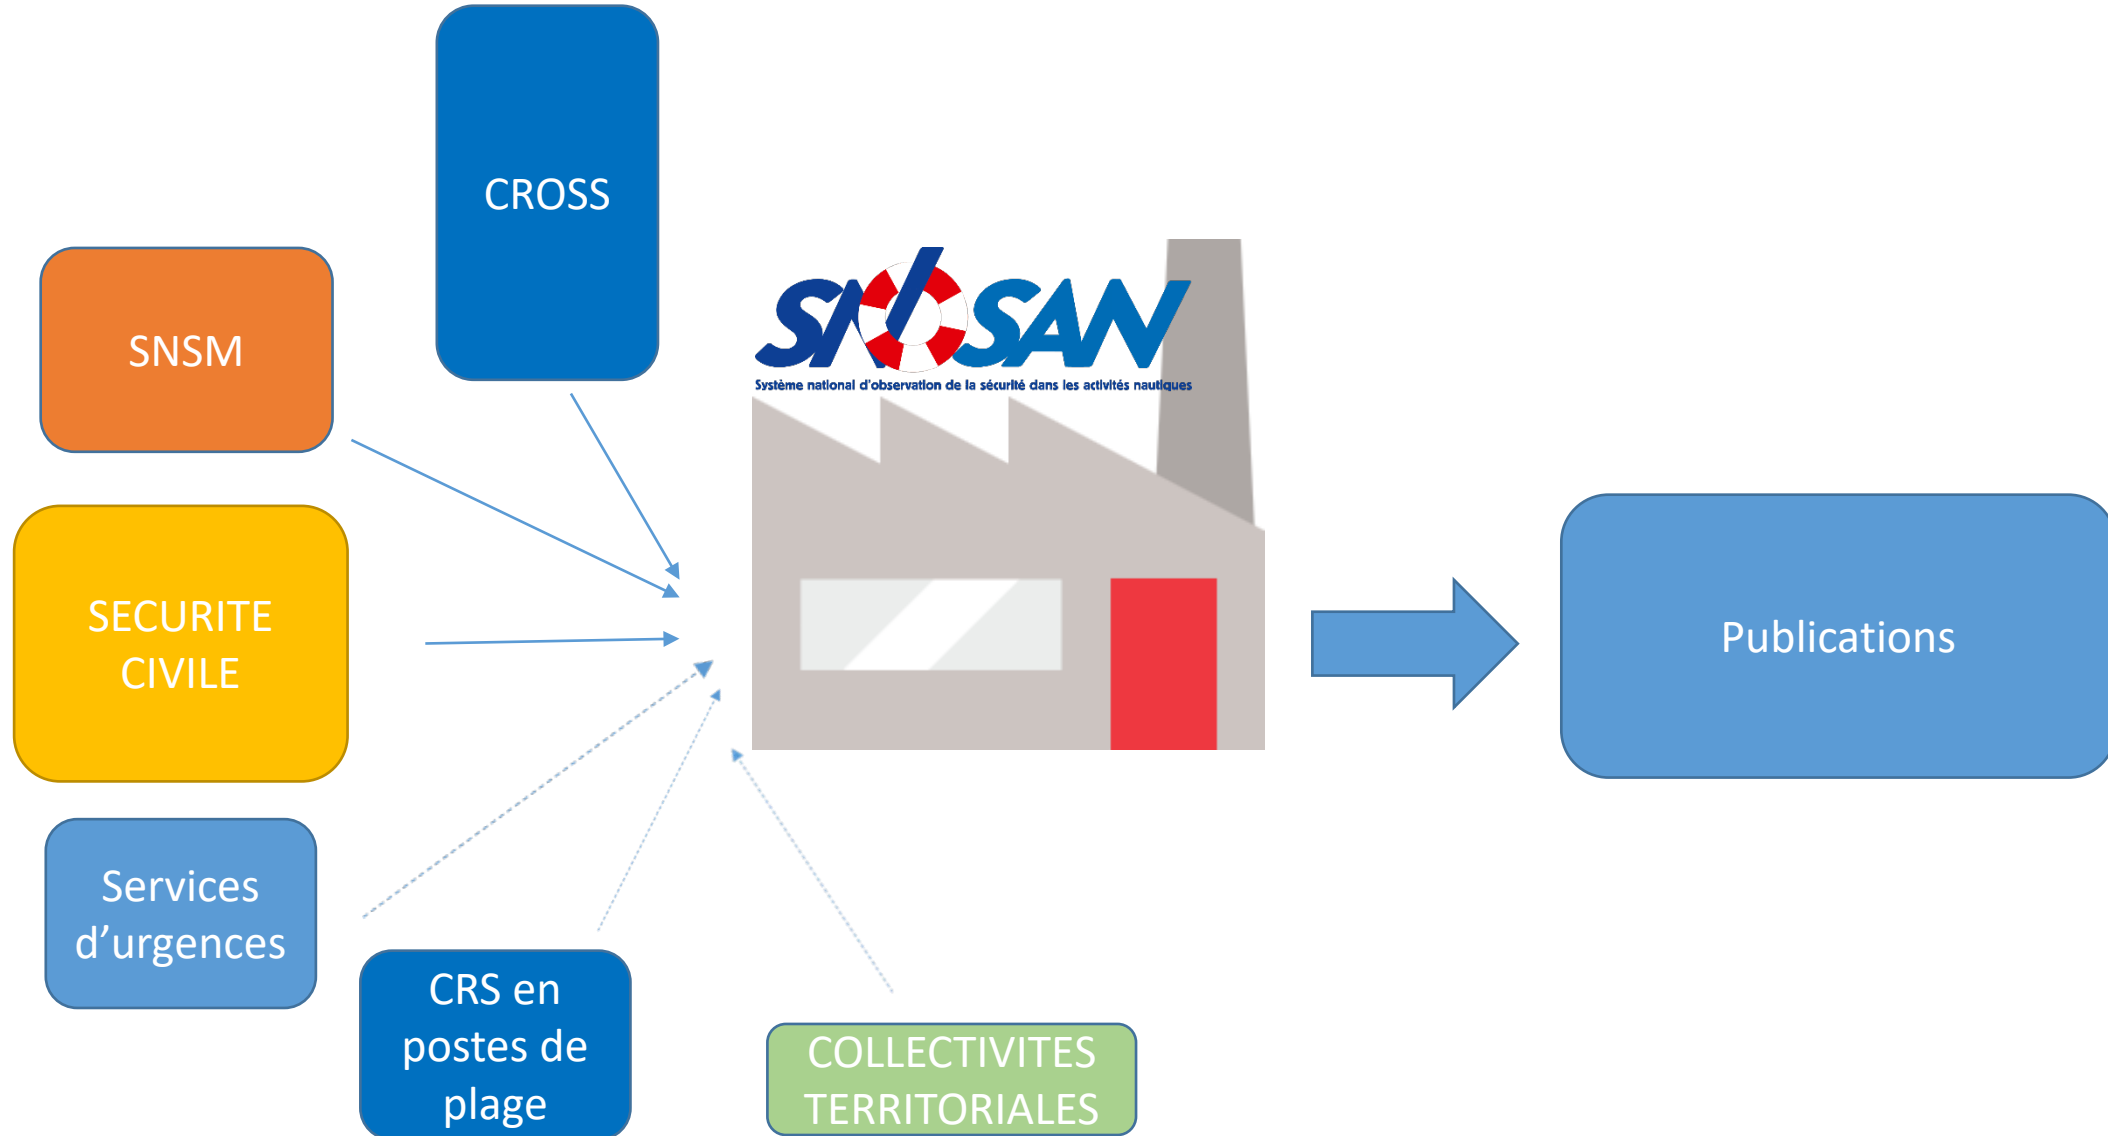 CROSS
SNSM
SNOSAN
Système national d'observation de la sécurité dans les activités nautiques
SECURITE
CIVILE
Publications
Services
d’urgences
CRS en
postes de
plage
COLLECTIVITES
TERRITORIALES